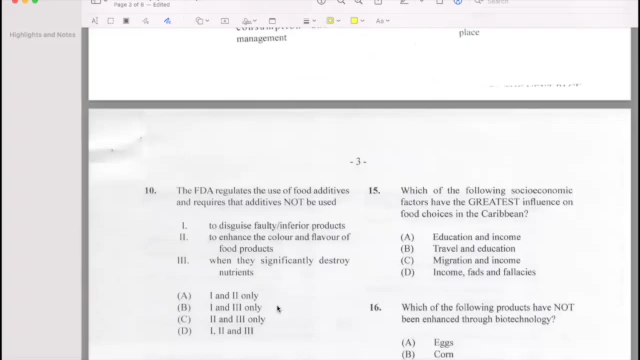 Page 3 of 8
Search
Highlights and Notes
management
place
- 3 -
10. The FDA regulates the use of food additives
and requires that additives NOT be used
I. to disguise faulty/inferior products
II. to enhance the colour and flavour of
food products
III. when they significantly destroy
nutrients
(A) I and II only
(B) I and III only
(C) II and III only
(D) I, II and III
15. Which of the following socioeconomic
factors have the GREATEST influence on
food choices in the Caribbean?
(A) Education and income
(B) Travel and education
(C) Migration and income
(D) Income, fads and fallacies
16. Which of the following products have NOT
been enhanced through biotechnology?
(A) Eggs
(B) Corn